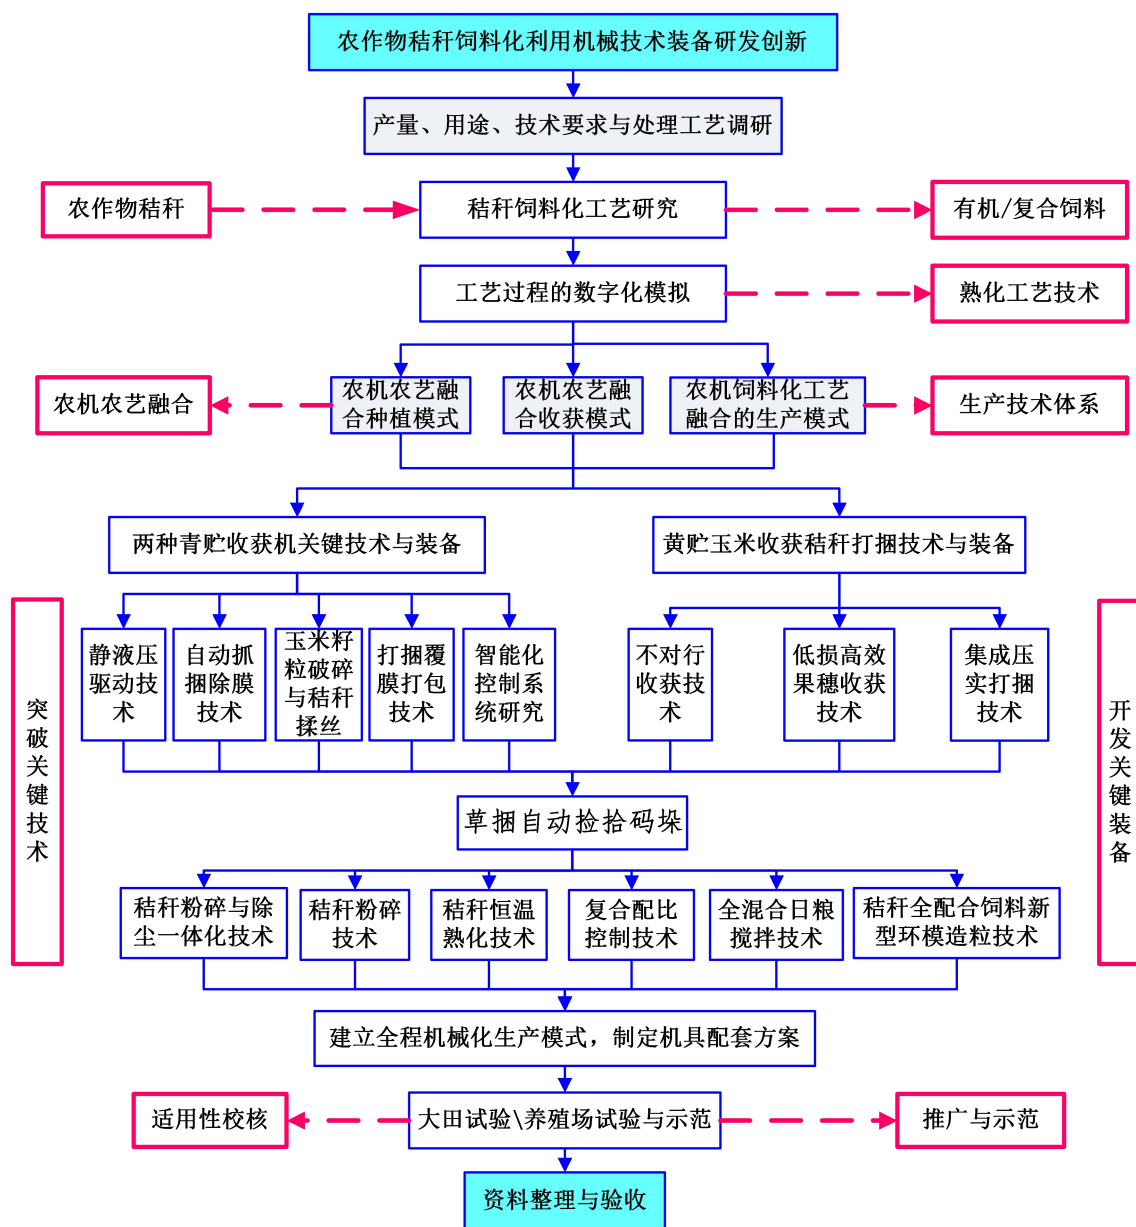 农作物秸秆饲料化利用机械技术装备研发创新
产量、用途、技术要求与处理工艺调研
农作物秸秆
秸秆饲料化工艺研究
有机/复合饲料
工艺过程的数字化模拟
熟化工艺技术
农机农艺融合
农机农艺融
合种植模式
农机农艺融
合收获模式
农机饲料化工艺
融合的生产模式
生产技术体系
两种青贮收获机关键技术与装备
黄贮玉米收获秸秆打捆技术与装备
突破关键技术
静液压
驱动技
术
自动抓
捆除膜
技术
玉米籽
粒破碎
与秸秆
揉丝
打捆覆
膜打包
技术
智能化
控制系
统研究
不对行
收获技
术
低损高效
果穗收获
技术
集成压
实打捆
技术
开发关键装备
草捆自动捡拾码垛
秸秆粉碎与除
尘一体化技术
秸秆粉碎
技术
秸秆恒温
熟化技术
复合配比
控制技术
全混合日粮
搅拌技术
秸秆全配合饲料新
型环模造粒技术
建立全程机械化生产模式，制定机具配套方案
适用性校核
大田试验\养殖场试验与示范
推广与示范
资料整理与验收